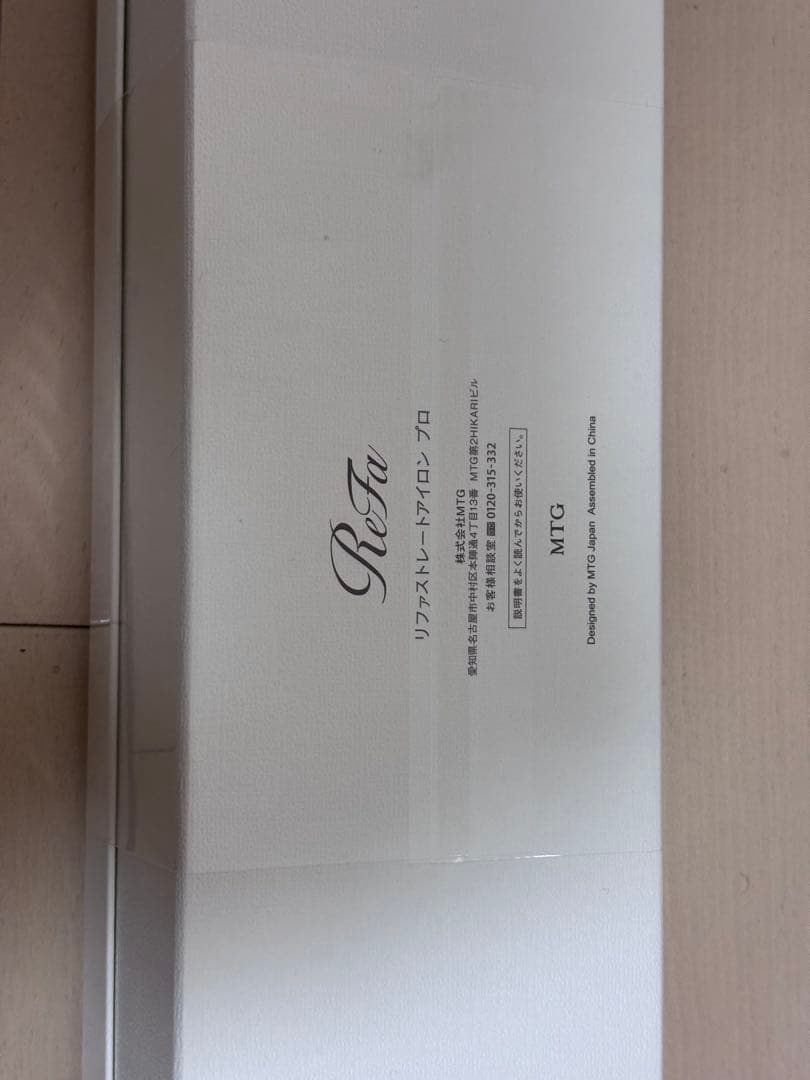 ReFa
リファストレートアイロン プロ
株式会社MTG
愛知県名古屋市中村区本陣通4丁目13番 MTG第2HIKARIビル
お客様相談室 0120-315-332
説明書をよく読んでからお使いください。
MTG
Designed by MTG Japan Assembled in China